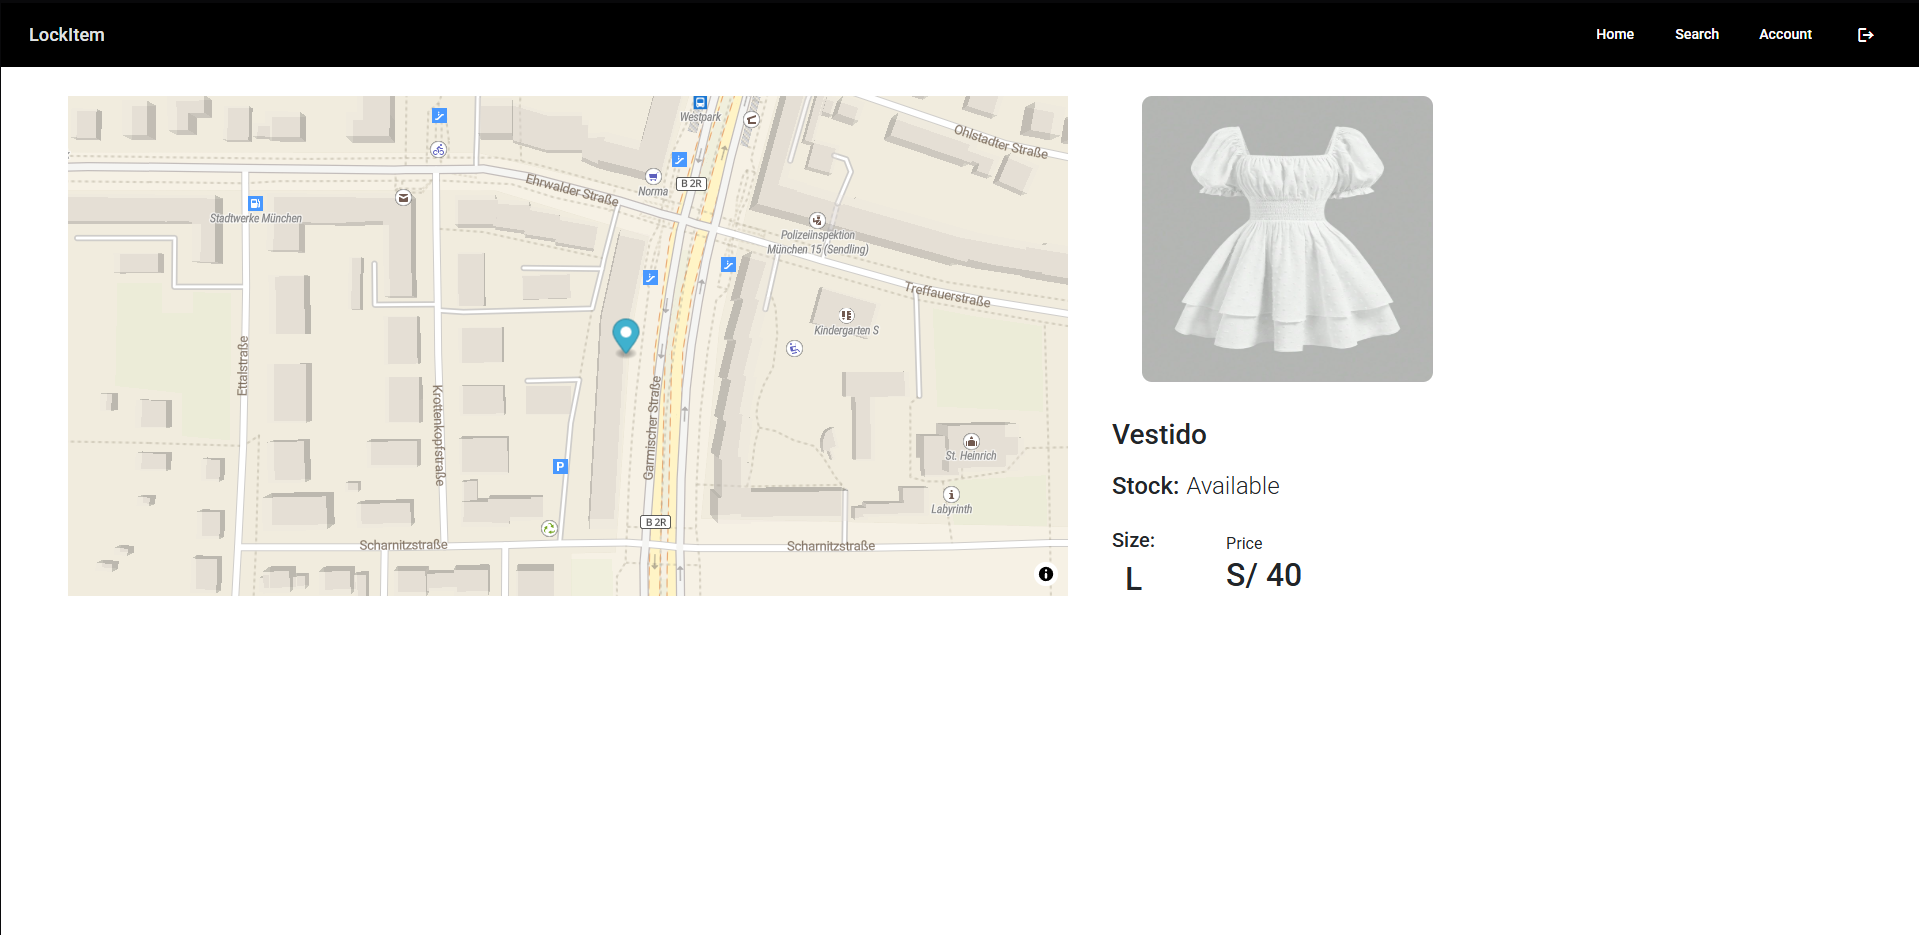 LockItem
Home
Search
Account
Westpark
Ohlstadter Straße
Ehrwalder Straße
Norma
B 2R
Stadtwerke München
Polizeiinspektion
München 15 (Sendling)
Treffauerstraße
Kindergarten S
Ettalstraße
Krottenkopfstraße
Garmischer Straße
P
St. Heinrich
Labyrinth
B 2R
Scharnitzstraße
Scharnitzstraße
Vestido
Stock: Available
Size:
L
Price
S/ 40